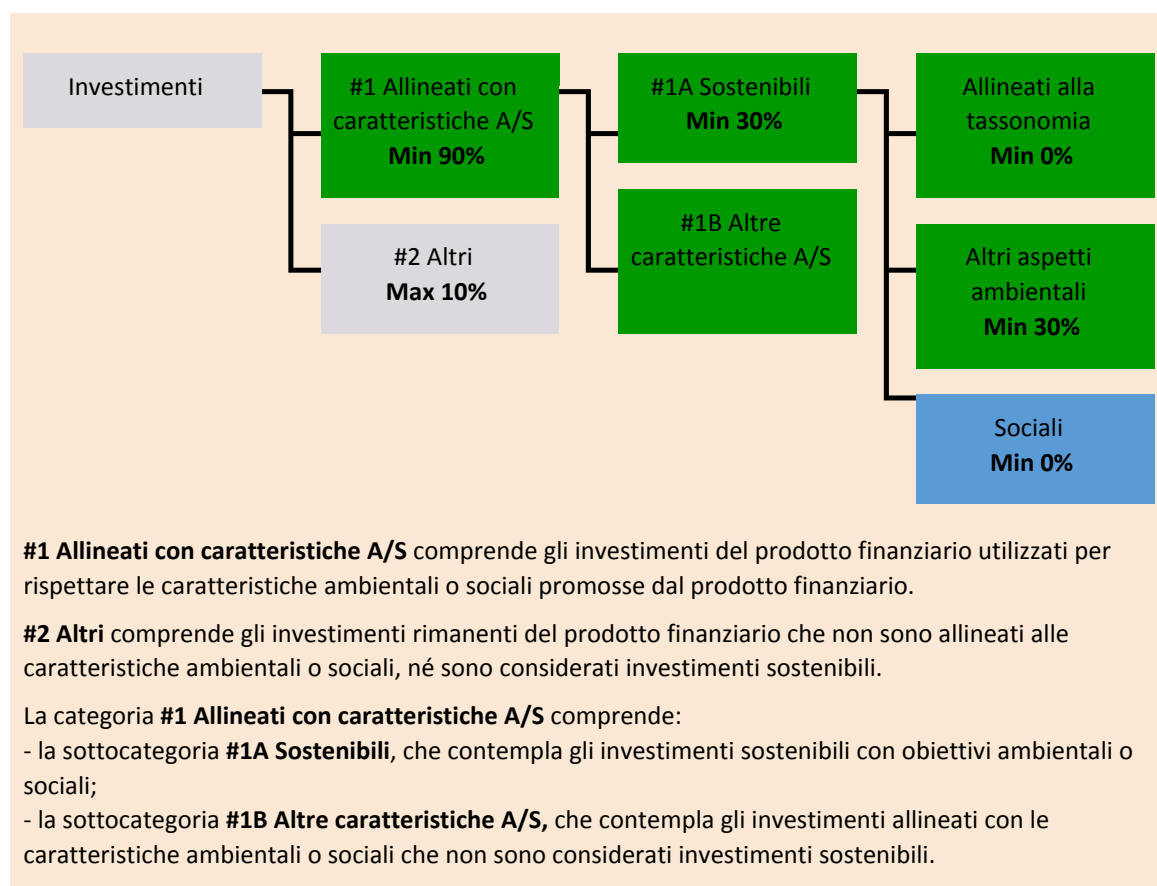 Investimenti
#1 Allineati con
caratteristiche A/S
Min 90%
#2 Altri
Max 10%
#1A Sostenibili
Min 30%
#1B Altre
caratteristiche A/S
Allineati alla
tassonomia
Min 0%
Altri aspetti
ambientali
Min 30%
Sociali
Min 0%
#1 Allineati con caratteristiche A/S comprende gli investimenti del prodotto finanziario utilizzati per
rispettare le caratteristiche ambientali o sociali promosse dal prodotto finanziario.
#2 Altri comprende gli investimenti rimanenti del prodotto finanziario che non sono allineati alle
caratteristiche ambientali o sociali, né sono considerati investimenti sostenibili.
La categoria #1 Allineati con caratteristiche A/S comprende:
- la sottocategoria #1A Sostenibili, che contempla gli investimenti sostenibili con obiettivi ambientali o
sociali;
- la sottocategoria #1B Altre caratteristiche A/S, che contempla gli investimenti allineati con le
caratteristiche ambientali o sociali che non sono considerati investimenti sostenibili.